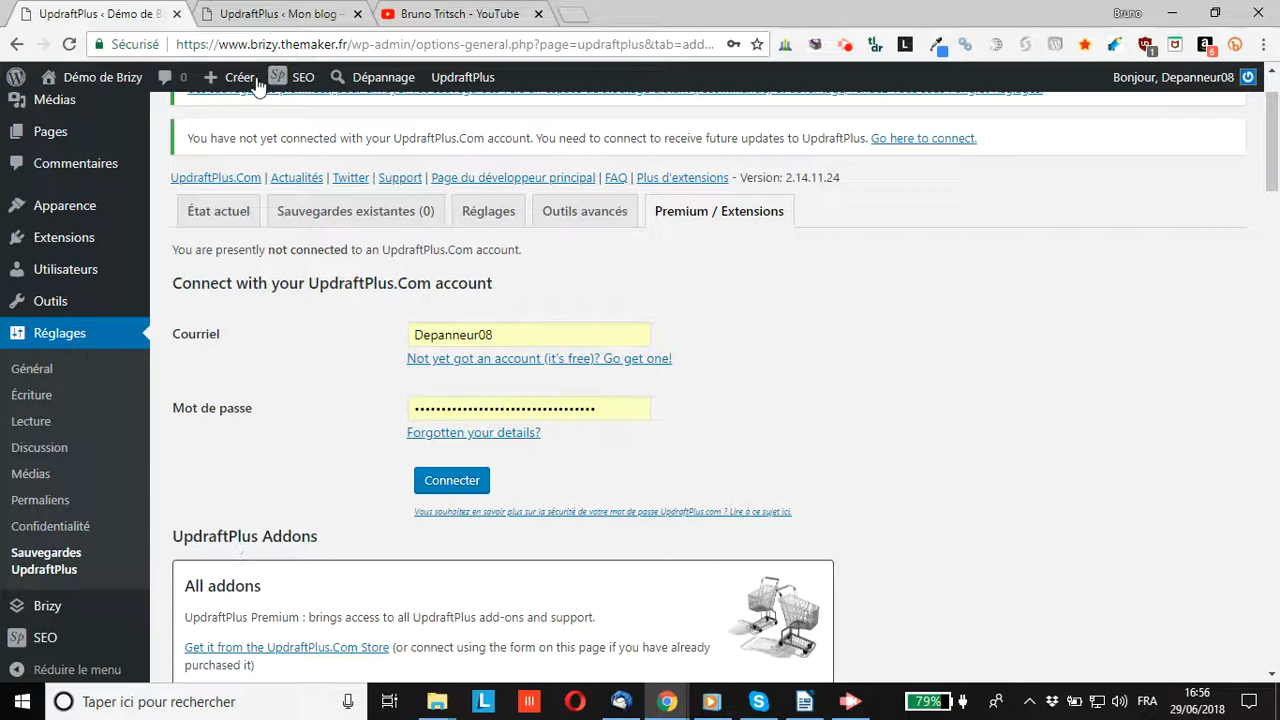 UpdraftPlus ‹ Démo de B
UpdraftPlus ‹ Mon blog –
Bruno Tritsch - YouTube
Bruno
Sécurisé
https://www.brizy.themaker.fr/wp-admin/options-general.php?page=updraftplus&tab=add...
Démo de Brizy
0
Créer
SEO
Dépannage
UpdraftPlus
Bonjour, Depanneur08
Médias
Pages
Commentaires
Apparence
Extensions
Utilisateurs
Outils
Réglages
Général
Écriture
Lecture
Discussion
Médias
Permaliens
Confidentialité
Sauvegardes
UpdraftPlus
Brizy
SEO
Réduire le menu
You have not yet connected with your UpdraftPlus.Com account. You need to connect to receive future updates to UpdraftPlus. Go here to connect.
UpdraftPlus.Com | Actualités | Twitter | Support | Page du développeur principal | FAQ | Plus d'extensions - Version: 2.14.11.24
État actuel
Sauvegardes existantes (0)
Réglages
Outils avancés
Premium / Extensions
You are presently not connected to an UpdraftPlus.Com account.
Connect with your UpdraftPlus.Com account
Courriel
Depanneur08
Not yet got an account (it's free)? Go get one!
Mot de passe
Forgotten your details?
Connecter
Vous souhaitez en savoir plus sur la sécurité de votre mot de passe UpdraftPlus.com ? Lire à ce sujet ici.
UpdraftPlus Addons
All addons
UpdraftPlus Premium : brings access to all UpdraftPlus add-ons and support.
Get it from the UpdraftPlus.Com Store (or connect using the form on this page if you have already
purchased it)
Taper ici pour rechercher
79%
FRA
16:56
29/06/2018